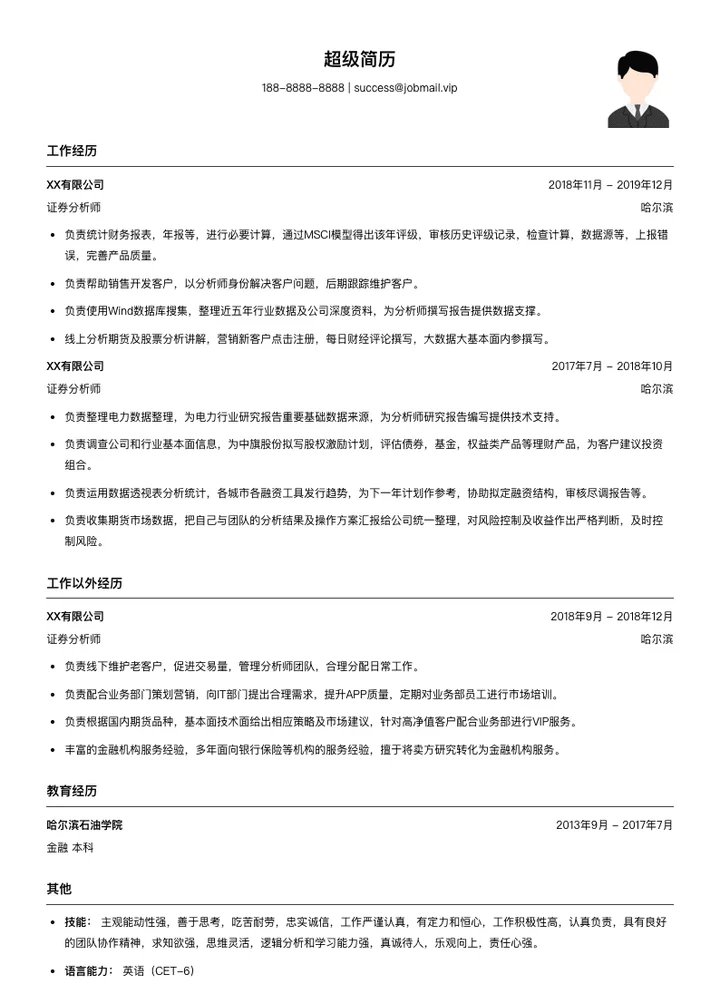 超级简历
188-8888-8888 | success@jobmail.vip
工作经历
XX有限公司 2018年11月 - 2019年12月
证券分析师 哈尔滨
• 负责统计财务报表，年报等，进行必要计算，通过MSCI模型得出该年评级，审核历史评级记录，检查计算，数据源等，上报错
误，完善产品质量。
• 负责帮助销售开发客户，以分析师身份解决客户问题，后期跟踪维护客户。
• 负责使用Wind数据库搜集，整理近五年行业数据及公司深度资料，为分析师撰写报告提供数据支撑。
• 线上分析期货及股票分析讲解，营销新客户点击注册，每日财经评论撰写，大数据大基本面内参撰写。
XX有限公司 2017年7月 - 2018年10月
证券分析师 哈尔滨
• 负责整理电力数据整理，为电力行业研究报告重要基础数据来源，为分析师研究报告编写提供技术支持。
• 负责调查公司和行业基本面信息，为中旗股份拟写股权激励计划，评估债券，基金，权益类产品等理财产品，为客户建议投资
组合。
• 负责运用数据透视表分析统计，各城市各融资工具发行趋势，为下一年计划作参考，协助拟定融资结构，审核尽调报告等。
• 负责收集期货市场数据，把自己与团队的分析结果及操作方案汇报给公司统一整理，对风险控制及收益作出严格判断，及时控
制风险。
工作以外经历
XX有限公司 2018年9月 - 2018年12月
证券分析师 哈尔滨
• 负责线下维护老客户，促进交易量，管理分析师团队，合理分配日常工作。
• 负责配合业务部门策划营销，向IT部门提出合理需求，提升APP质量，定期对业务部员工进行市场培训。
• 负责根据国内期货品种，基本面技术面给出相应策略及市场建议，针对高净值客户配合业务部进行VIP服务。
• 丰富的金融机构服务经验，多年面向银行保险等机构的服务经验，擅于将卖方研究转化为金融机构服务。
教育经历
哈尔滨石油学院 2013年9月 - 2017年7月
金融 本科
其他
• 技能： 主观能动性强，善于思考，吃苦耐劳，忠实诚信，工作严谨认真，有定力和恒心，工作积极性高，认真负责，具有良好
的团队协作精神，求知欲强，思维灵活，逻辑分析和学习能力强，真诚待人，乐观向上，责任心强。
• 语言能力： 英语（CET-6）